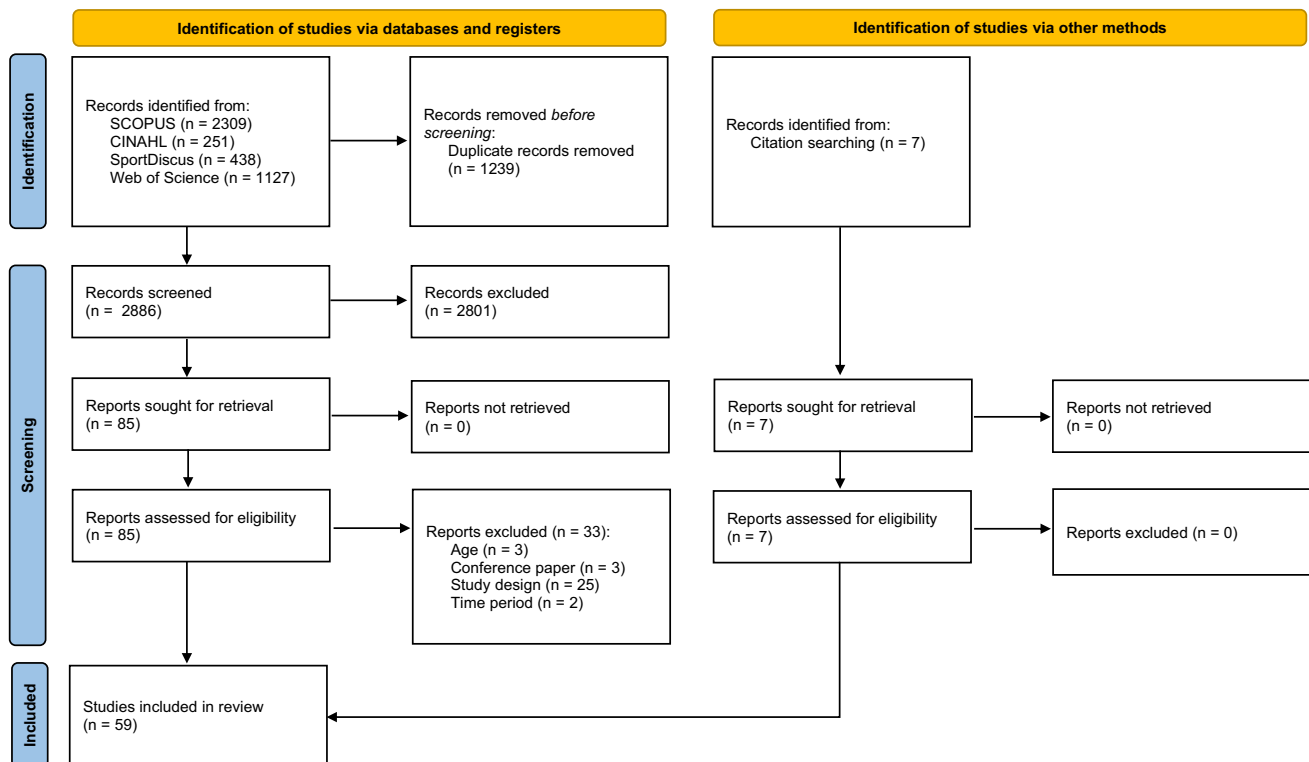 Identification of studies via databases and registers
Identification of studies via other methods
Identification
Records identified from:
SCOPUS (n = 2309)
CINAHL (n = 251)
SportDiscus (n = 438)
Web of Science (n = 1127)
Records removed before
screening:
Duplicate records removed
(n = 1239)
Records identified from:
Citation searching (n = 7)
Screening
Records screened
(n = 2886)
Records excluded
(n = 2801)
Reports sought for retrieval
(n = 85)
Reports not retrieved
(n = 0)
Reports sought for retrieval
(n = 7)
Reports not retrieved
(n = 0)
Reports assessed for eligibility
(n = 85)
Reports excluded (n = 33):
Age (n = 3)
Conference paper (n = 3)
Study design (n = 25)
Time period (n = 2)
Reports assessed for eligibility
(n = 7)
Reports excluded (n = 0)
Included
Studies included in review
(n = 59)